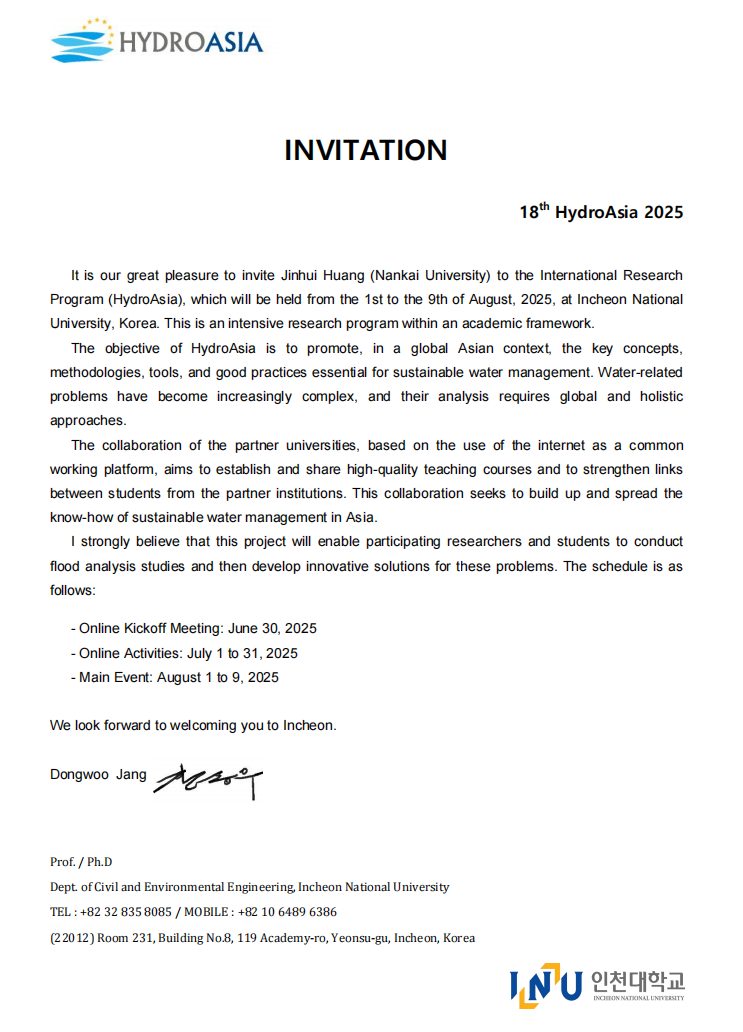 HYDROASIA
INVITATION
18th HydroAsia 2025
It is our great pleasure to invite Jinhui Huang (Nankai University) to the International Research
Program (HydroAsia), which will be held from the 1st to the 9th of August, 2025, at Incheon National
University, Korea. This is an intensive research program within an academic framework.
The objective of HydroAsia is to promote, in a global Asian context, the key concepts,
methodologies, tools, and good practices essential for sustainable water management. Water-related
problems have become increasingly complex, and their analysis requires global and holistic
approaches.
The collaboration of the partner universities, based on the use of the internet as a common
working platform, aims to establish and share high-quality teaching courses and to strengthen links
between students from the partner institutions. This collaboration seeks to build up and spread the
know-how of sustainable water management in Asia.
I strongly believe that this project will enable participating researchers and students to conduct
flood analysis studies and then develop innovative solutions for these problems. The schedule is as
follows:
- Online Kickoff Meeting: June 30, 2025
- Online Activities: July 1 to 31, 2025
- Main Event: August 1 to 9, 2025
We look forward to welcoming you to Incheon.
Dongwoo Jang
Prof. / Ph.D
Dept. of Civil and Environmental Engineering, Incheon National University
TEL : +82 32 835 8085 / MOBILE : +82 10 6489 6386
(22012) Room 231, Building No.8, 119 Academy-ro, Yeonsu-gu, Incheon, Korea
INU 인천대학교
INCHEON NATIONAL UNIVERSITY